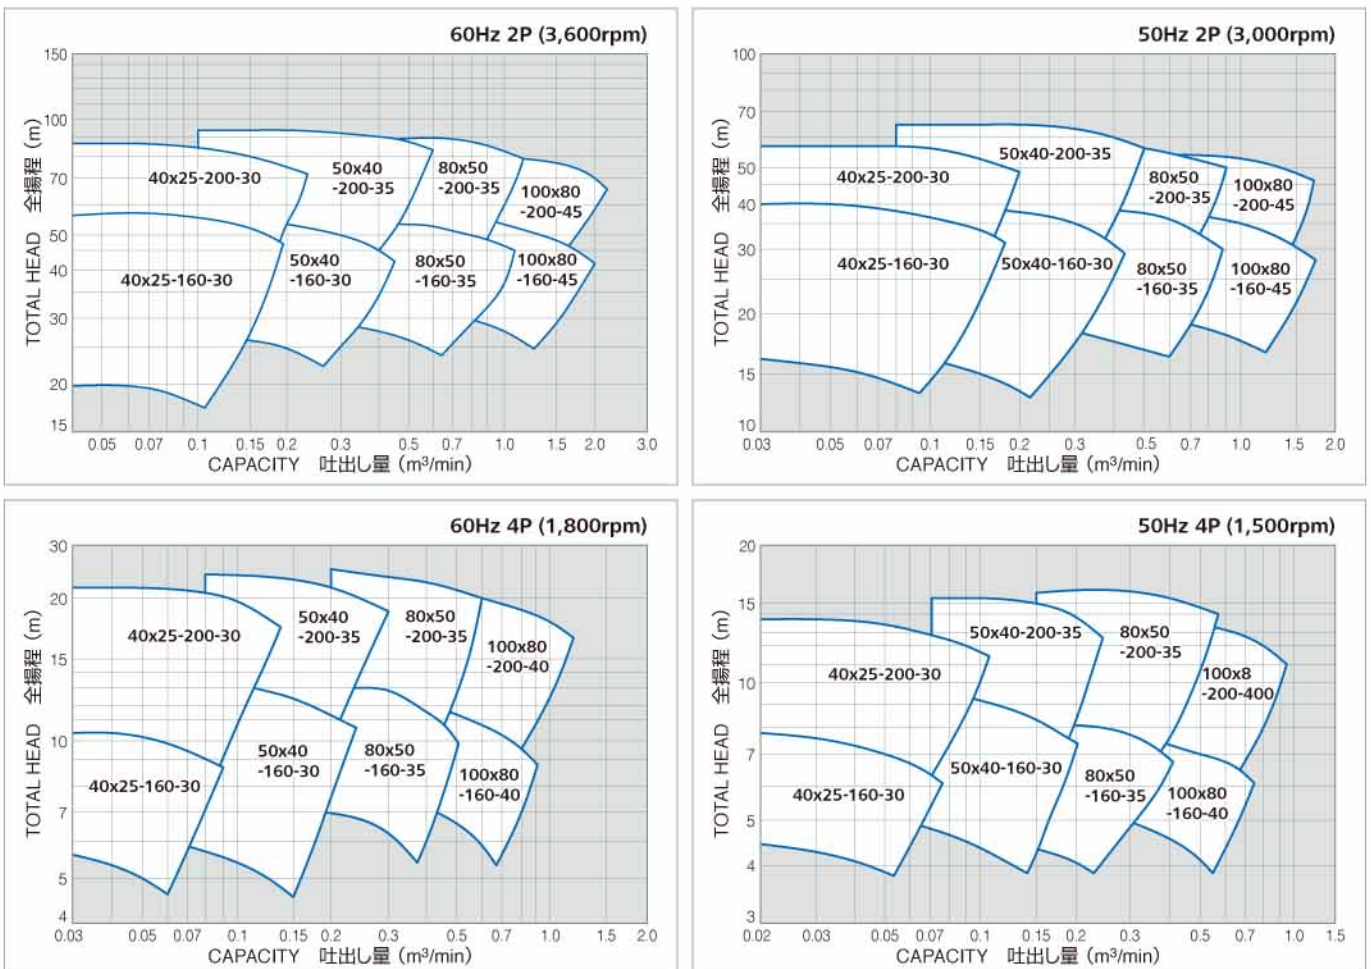 60Hz 2P (3,600rpm)
150
100
70
50
40
30
20
15
TOTAL HEAD 全揚程 (m)
40x25-200-30
50x40
-200-35
80x50
-200-35
100x80
-200-45
40x25-160-30
50x40
-160-30
80x50
-160-35
100x80
-160-45
0.05 0.07 0.1 0.15 0.2 0.3 0.5 0.7 1.0 1.5 2.0 3.0
CAPACITY 吐出し量 (m³/min)
50Hz 2P (3,000rpm)
100
70
50
40
30
20
15
10
TOTAL HEAD 全揚程 (m)
40x25-200-30
50x40-200-35
80x50
-200-35
100x80
-200-45
40x25-160-30
50x40-160-30
80x50
-160-35
100x80
-160-45
0.03 0.05 0.07 0.1 0.15 0.2 0.3 0.5 0.7 1.0 1.5 2.0
CAPACITY 吐出し量 (m³/min)
60Hz 4P (1,800rpm)
30
20
15
10
7
5
4
TOTAL HEAD 全揚程 (m)
40x25-200-30
50x40
-200-35
80x50
-200-35
100x80
-200-40
40x25-160-30
50x40
-160-30
80x50
-160-35
100x80
-160-40
0.03 0.05 0.07 0.1 0.15 0.2 0.3 0.5 0.7 1.0 1.5 2.0
CAPACITY 吐出し量 (m³/min)
50Hz 4P (1,500rpm)
20
15
10
7
5
4
3
TOTAL HEAD 全揚程 (m)
40x25-200-30
50x40-200-35
80x50
-200-35
100x8
-200-400
40x25-160-30
50x40-160-30
80x50
-160-35
100x80
-160-40
0.02 0.03 0.05 0.07 0.1 0.15 0.2 0.3 0.5 0.7 1.0 1.5
CAPACITY 吐出し量 (m³/min)